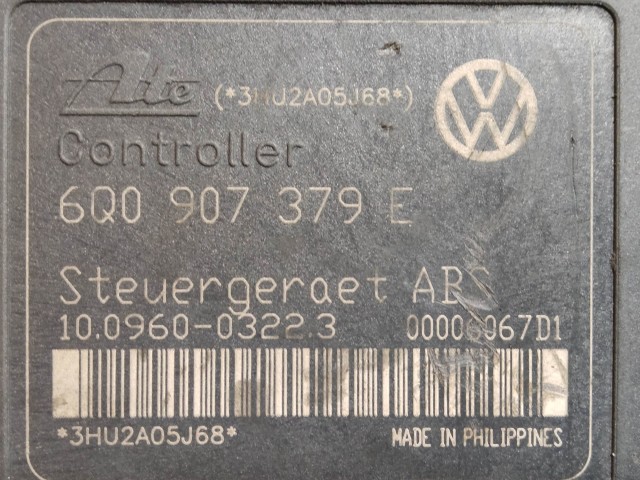 Ate (*3HU2A05J68*)
Controller
6Q0 907 379 E
Steuergeraet ABS
10.0960-0322.3 00006067D1
*3HU2A05J68*
MADE IN PHILIPPINES